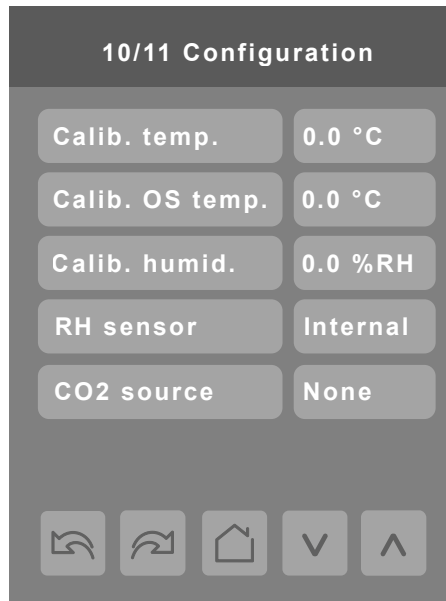 10/11 Configuration
Calib. temp. 0.0 °C
Calib. OS temp. 0.0 °C
Calib. humid. 0.0 %RH
RH sensor Internal
CO2 source None